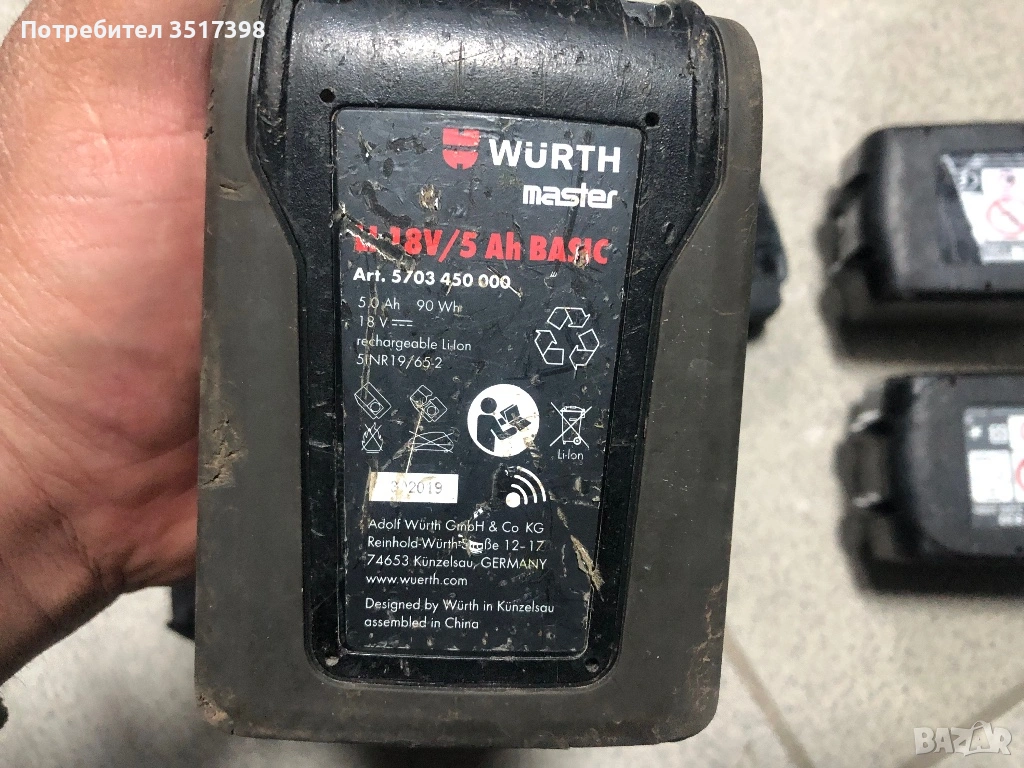 Потребител 3517398
WÜRTH
master
18V/5 Ah BASIC
Art. 5703 450 000
5.0 Ah 90 Wh
18 V
rechargeable Li-Ion
5INR19/65-2
Li-Ion
2019
Adolf Würth GmbH & Co. KG
Reinhold-Würth-Straße 12-17
74653 Künzelsau, GERMANY
www.wuerth.com
Designed by Würth in Künzelsau
assembled in China
BAZAR